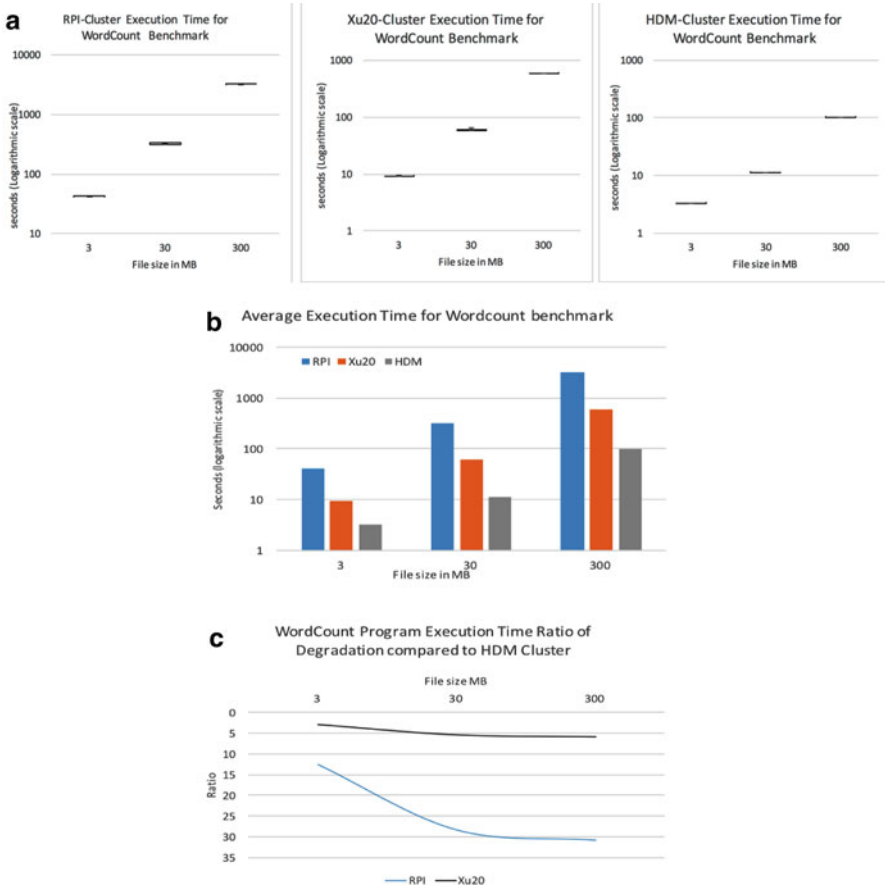 a
RPI-Cluster Execution Time for
WordCount Benchmark
10000
1000
100
10
seconds (Logarithmic scale)
3 30 300
File size in MB
Xu20-Cluster Execution Time for
WordCount Benchmark
1000
100
10
1
seconds (Logarithmic scale)
3 30 300
File size in MB
HDM-Cluster Execution Time for
WordCount Benchmark
1000
100
10
1
seconds (Logarithmic scale)
3 30 300
File size in MB
b
Average Execution Time for Wordcount benchmark
RPI Xu20 HDM
10000
1000
100
10
1
Seconds (logarithmic scale)
3 30 300
File size in MB
c
WordCount Program Execution Time Ratio of
Degradation compared to HDM Cluster
File size MB
3 30 300
0
5
10
15
20
25
30
35
Ratio
RPI Xu20